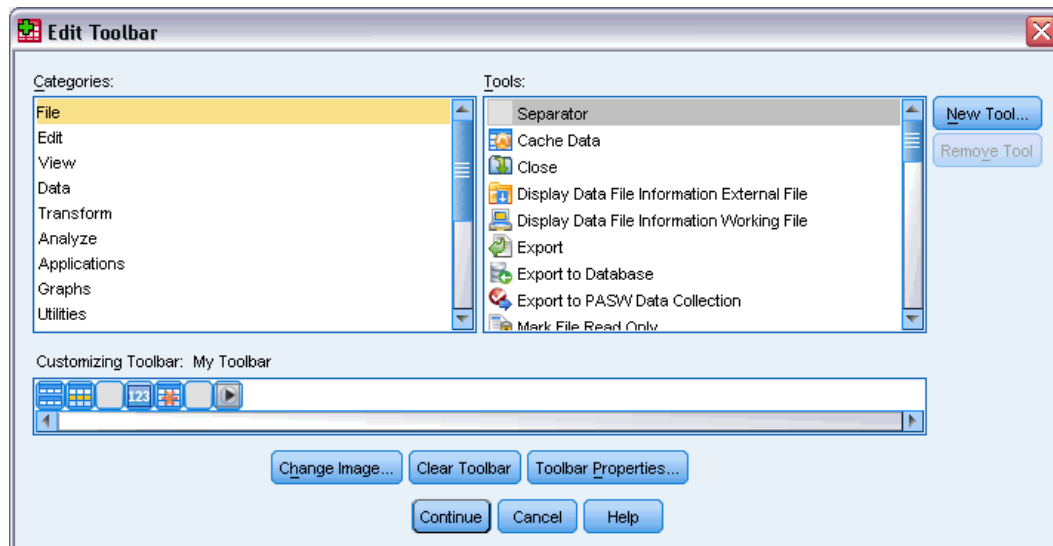 Edit Toolbar
Categories:
Tools:
File
Edit
View
Data
Transform
Analyze
Applications
Graphs
Utilities
Separator
Cache Data
Close
Display Data File Information External File
Display Data File Information Working File
Export
Export to Database
Export to PASW Data Collection
Mark File Read Only
New Tool...
Remove Tool
Customizing Toolbar: My Toolbar
123
Change Image...
Clear Toolbar
Toolbar Properties...
Continue
Cancel
Help